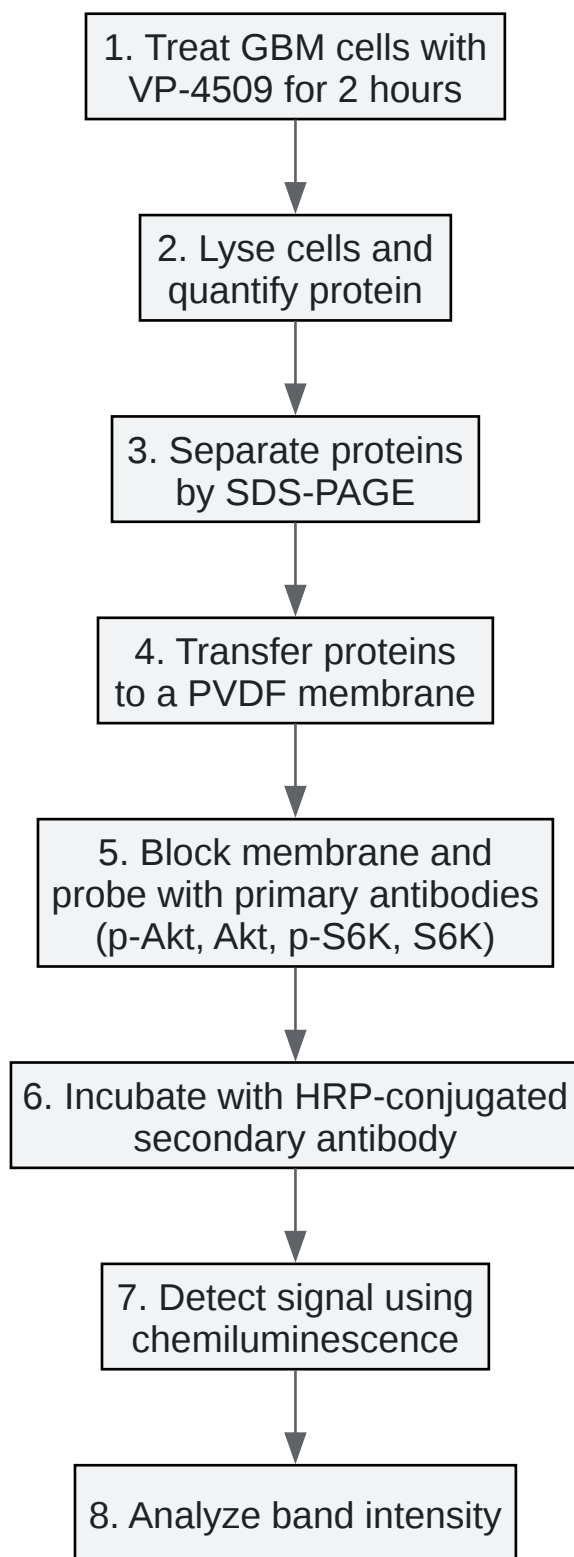 1. Treat GBM cells with
VP-4509 for 2 hours
2. Lyse cells and
quantify protein
3. Separate proteins
by SDS-PAGE
4. Transfer proteins
to a PVDF membrane
5. Block membrane and
probe with primary antibodies
(p-Akt, Akt, p-S6K, S6K)
6. Incubate with HRP-conjugated
secondary antibody
7. Detect signal using
chemiluminescence
8. Analyze band intensity